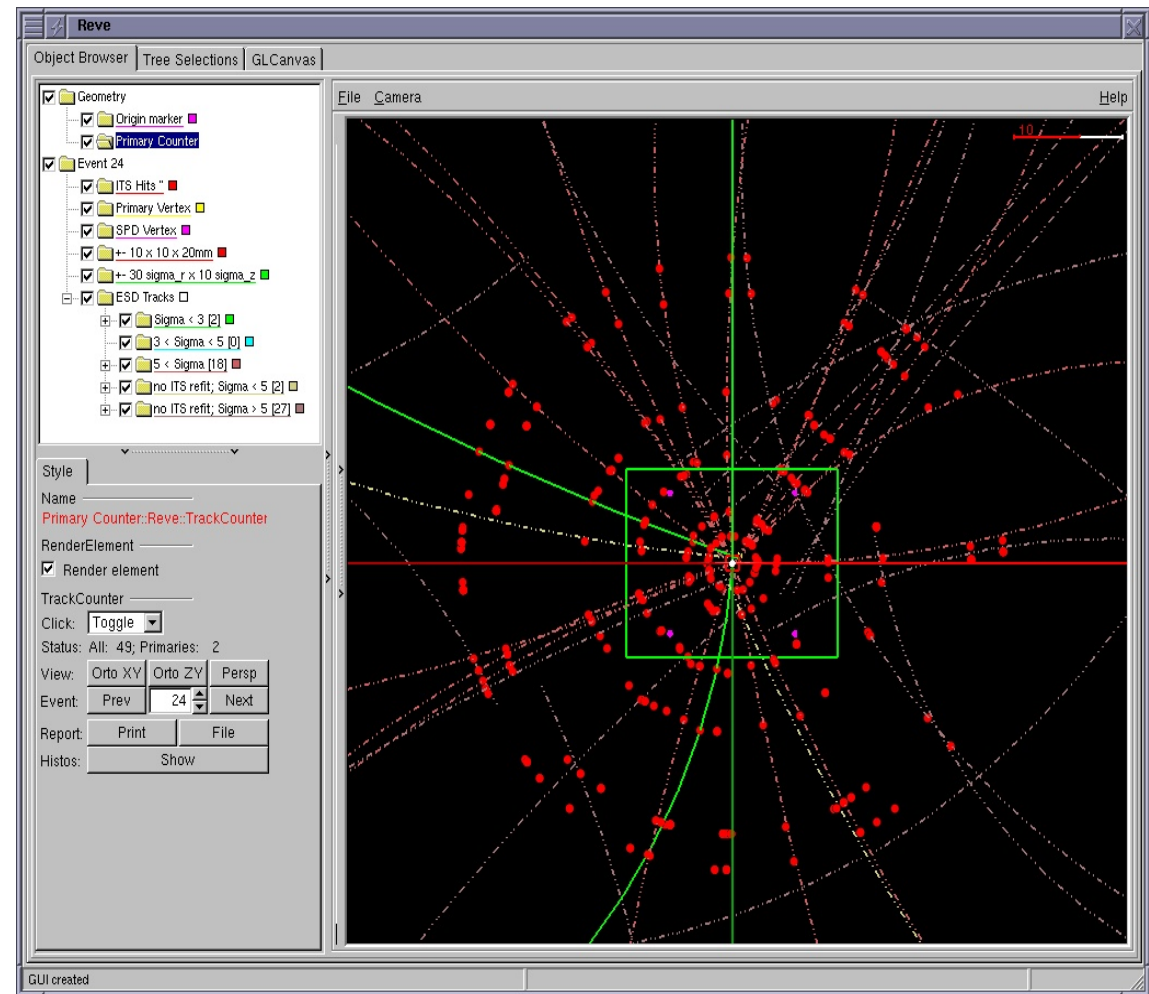 Reve
Object Browser Tree Selections GLCanvas
Geometry
Origin marker
Primary Counter
Event 24
ITS Hits "
Primary Vertex
SPD Vertex
+- 10 x 10 x 20mm
+- 30 sigma_r x 10 sigma_z
ESD Tracks
Sigma < 3 [2]
3 < Sigma < 5 [0]
5 < Sigma [18]
no ITS refit; Sigma < 5 [2]
no ITS refit; Sigma > 5 [27]
Style
Name
Primary Counter::Reve::TrackCounter
RenderElement
Render element
TrackCounter
Click: Toggle
Status: All: 49; Primaries: 2
View: Orto XY Orto ZY Persp
Event: Prev 24 Next
Report: Print File
Histos: Show
File Camera Help
10
GUI created